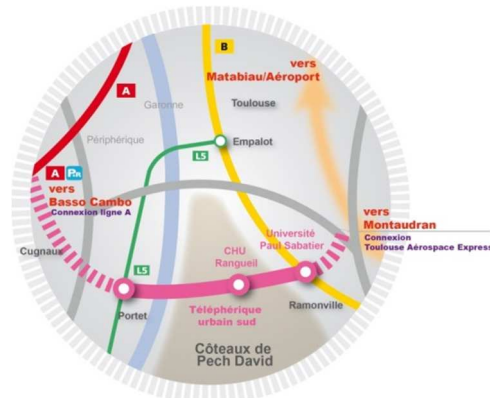 B
vers
Matabiau/Aéroport
A
Garonne
Toulouse
Périphérique
Empalot
L5
A P+R
vers
Basso Cambo
Connexion ligne A
vers
Montaudran
Connexion
Toulouse Aérospace Express
Université
Paul Sabatier
CHU
Rangueil
Cugnaux
L5
Portet
Téléphérique
urbain sud
Ramonville
Côteaux de
Pech David